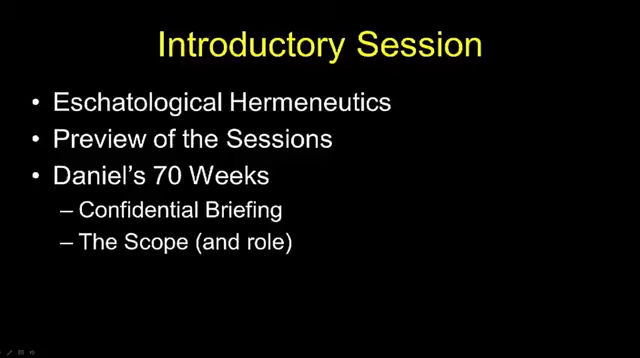 Introductory Session
• Eschatological Hermeneutics
• Preview of the Sessions
• Daniel's 70 Weeks
– Confidential Briefing
– The Scope (and role)